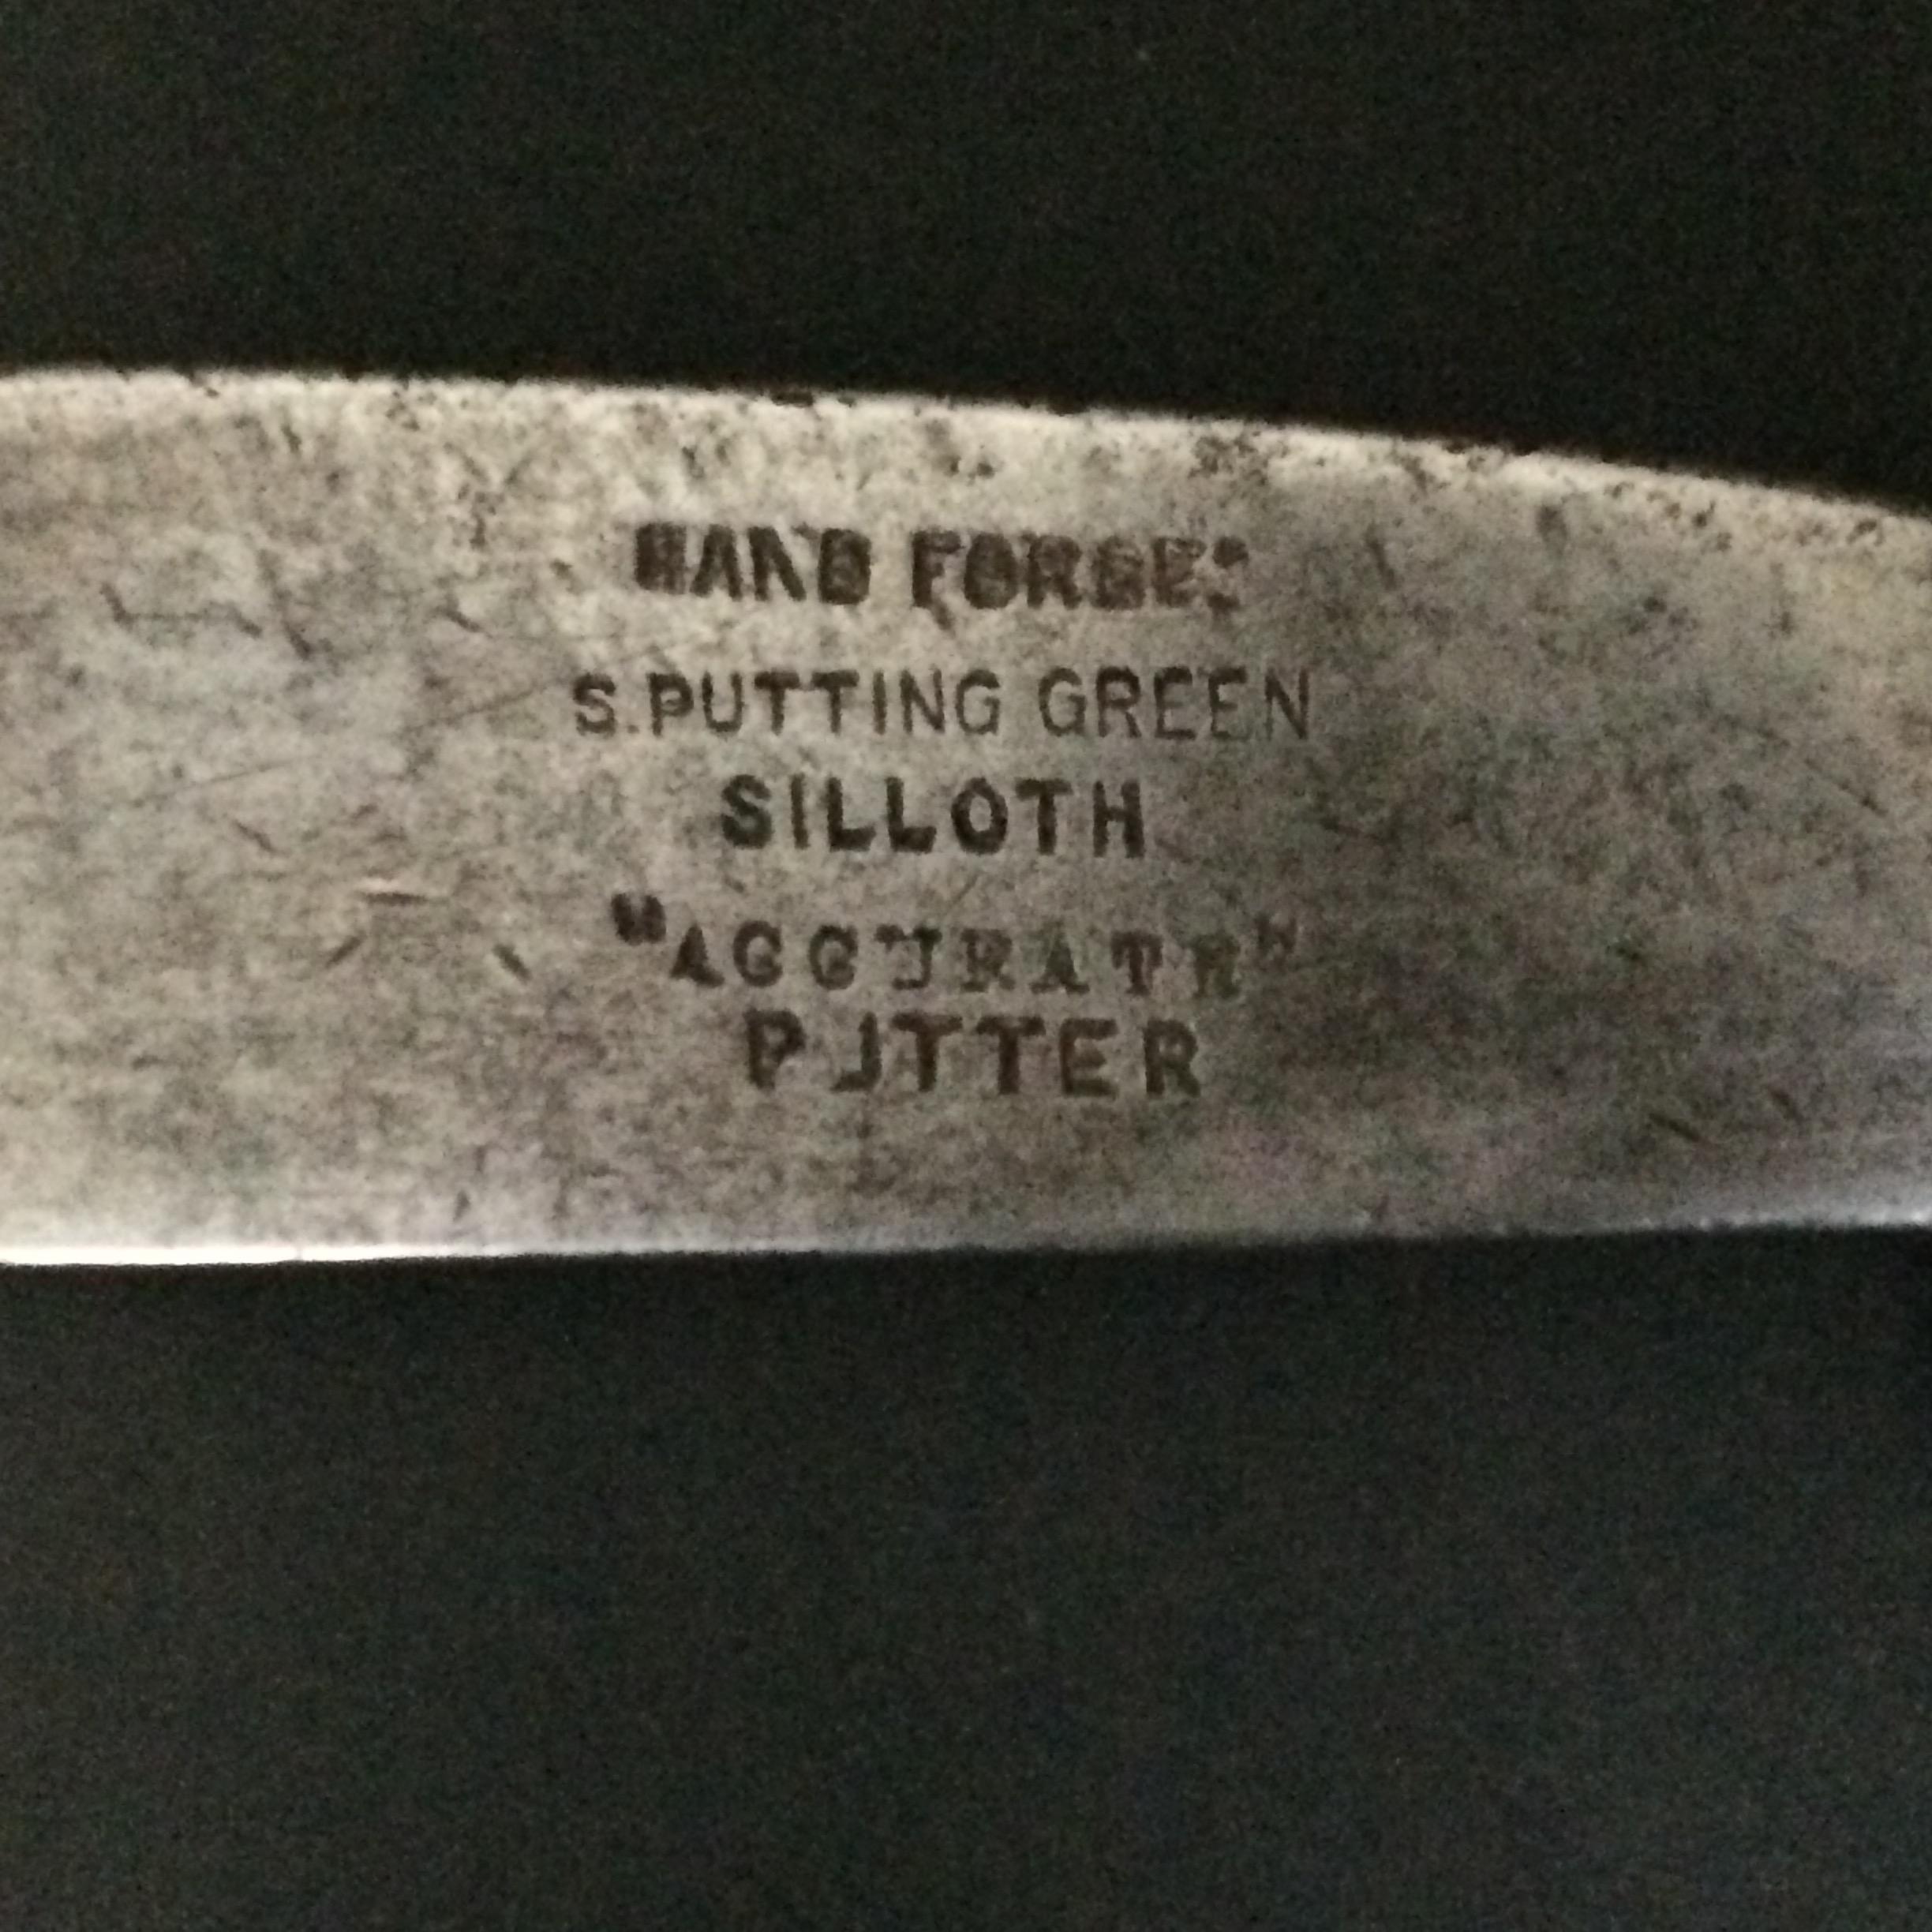 HAND FORGED
S. PUTTING GREEN
SILLOTH
"ACCURATE"
PUTTER